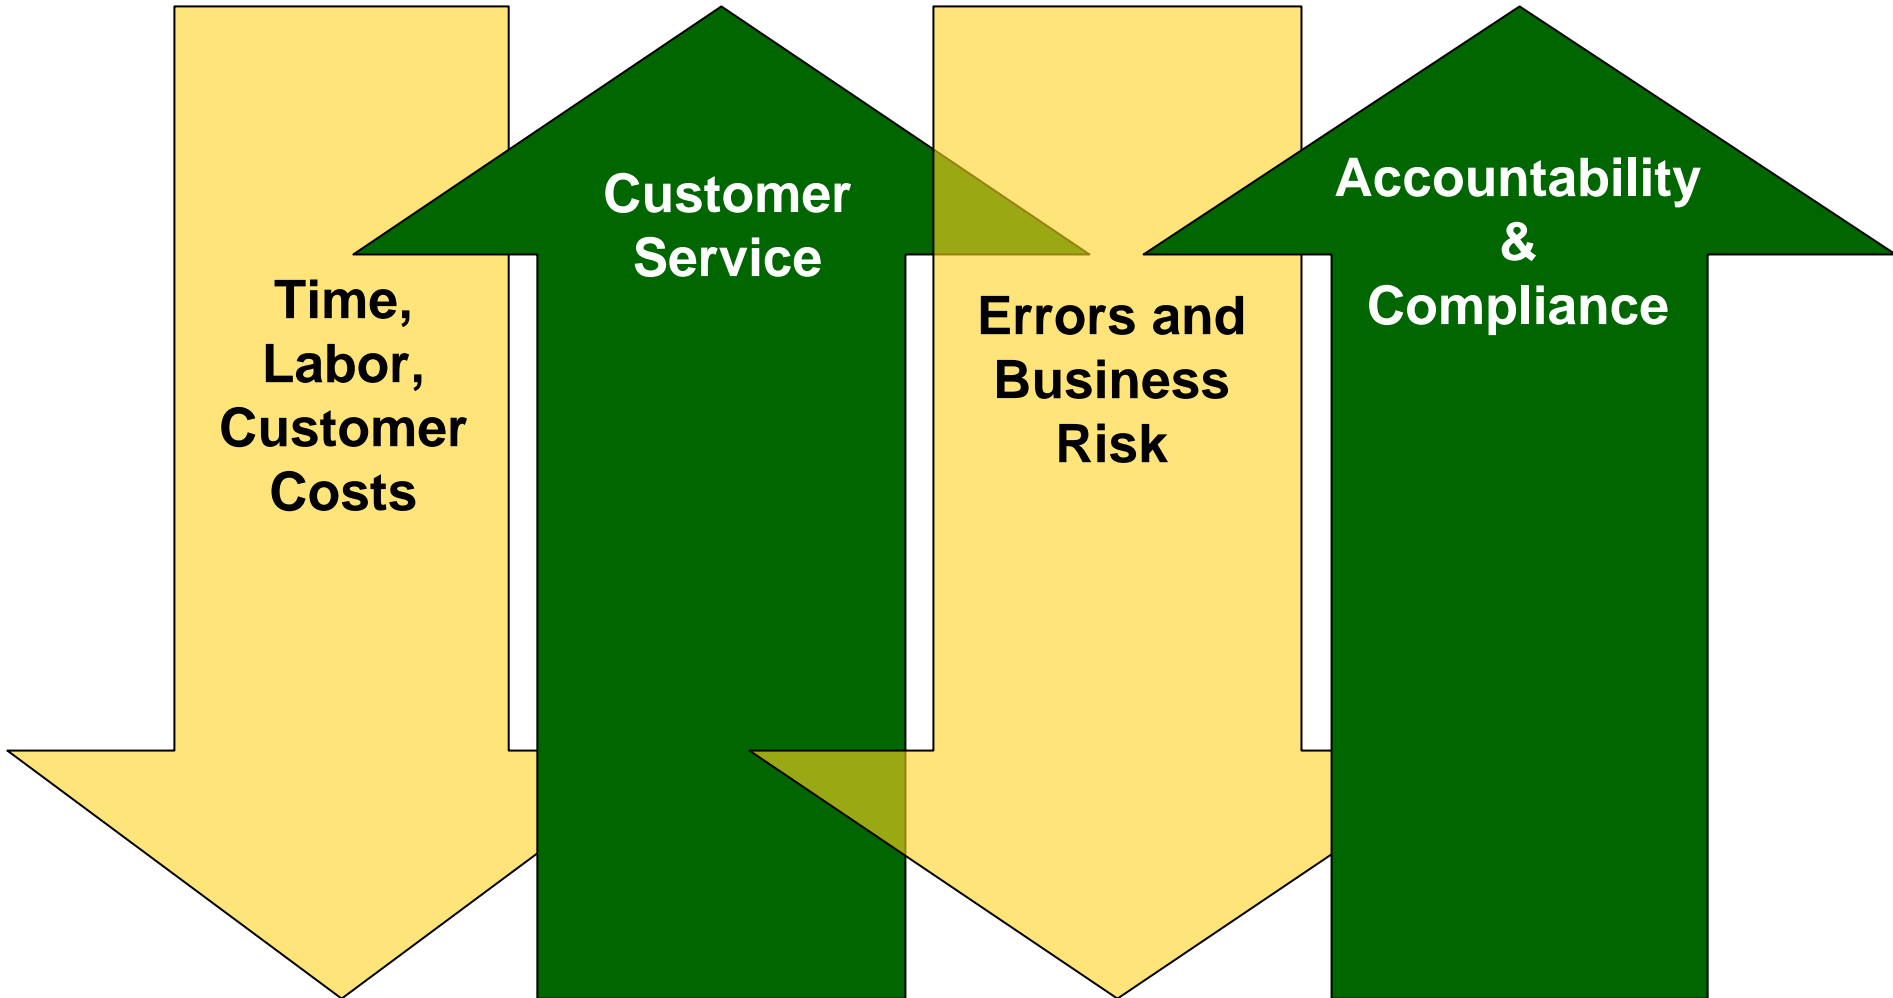 Time,
Labor,
Customer
Costs
Customer
Service
Errors and
Business
Risk
Accountability
&
Compliance